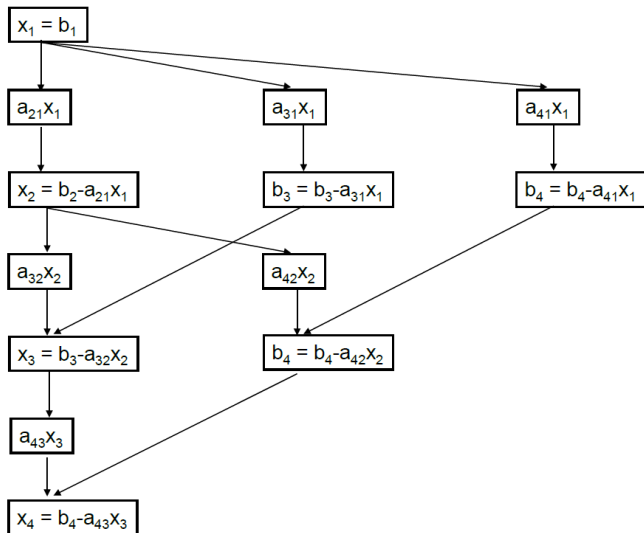 x₁ = b₁
a₂₁x₁
a₃₁x₁
a₄₁x₁
x₂ = b₂-a₂₁x₁
b₃ = b₃-a₃₁x₁
b₄ = b₄-a₄₁x₁
a₃₂x₂
a₄₂x₂
x₃ = b₃-a₃₂x₂
b₄ = b₄-a₄₂x₂
a₄₃x₃
x₄ = b₄-a₄₃x₃